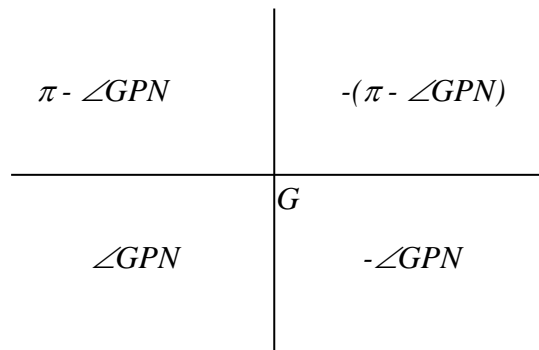 π - ∠GPN -(π - ∠GPN)
G
∠GPN -∠GPN